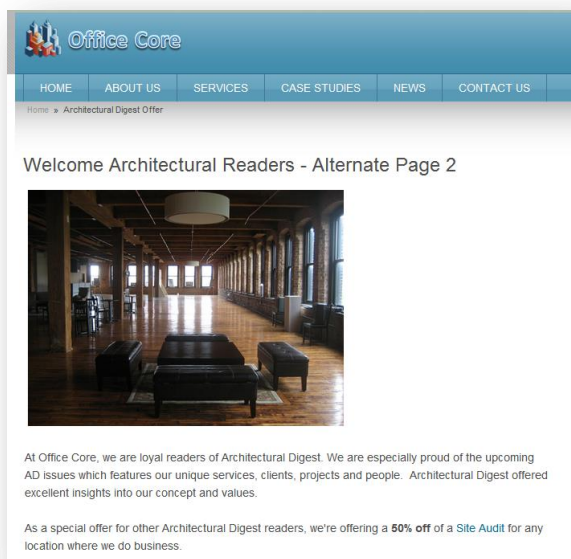 Office Core
HOME ABOUT US SERVICES CASE STUDIES NEWS CONTACT US
Home » Architectural Digest Offer
Welcome Architectural Readers - Alternate Page 2
At Office Core, we are loyal readers of Architectural Digest. We are especially proud of the upcoming
AD issues which features our unique services, clients, projects and people. Architectural Digest offered
excellent insights into our concept and values.
As a special offer for other Architectural Digest readers, we're offering a 50% off of a Site Audit for any
location where we do business.